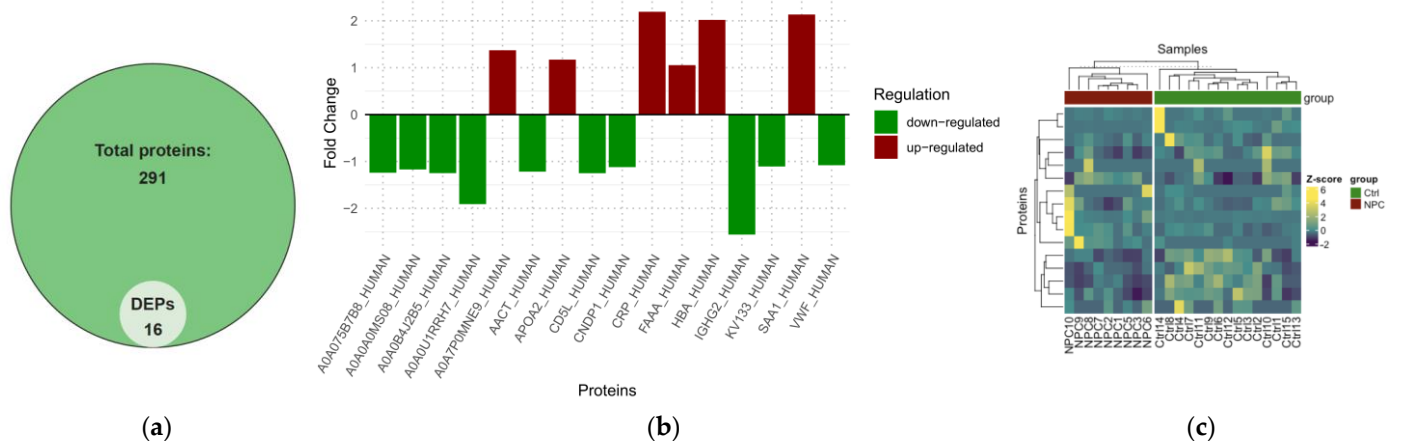 Total proteins:
291
DEPs
16
(a)
Fold Change
2
1
0
−1
−2
A0A075B7B8_HUMAN
A0A0A0MS08_HUMAN
A0A0B4J2B5_HUMAN
A0A0U1RRH7_HUMAN
A0A7P0MNE9_HUMAN
AACT_HUMAN
APOA2_HUMAN
CD5L_HUMAN
CNDP1_HUMAN
CRP_HUMAN
FAAA_HUMAN
HBA_HUMAN
IGHG2_HUMAN
KV133_HUMAN
SAA1_HUMAN
VWF_HUMAN
Proteins
Regulation
down−regulated
up−regulated
(b)
Samples
group
Proteins
NPC10
NPC9
NPC8
NPC7
NPC2
NPC1
NPC5
NPC3
NPC6
Ctrl14
Ctrl8
Ctrl4
Ctrl7
Ctrl11
Ctrl9
Ctrl6
Ctrl12
Ctrl5
Ctrl3
Ctrl2
Ctrl10
Ctrl1
Ctrl15
Ctrl13
Z-score
6
4
2
0
−2
group
Ctrl
NPC
(c)